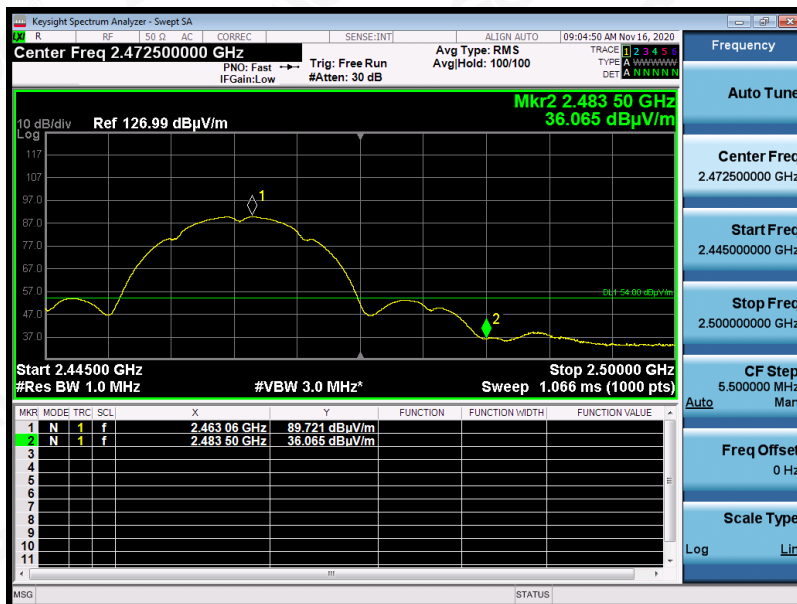 Keysight Spectrum Analyzer - Swept SA
LXI R RF 50 Ω AC CORREC SENSE:INT ALIGN AUTO 09:04:50 AM Nov 16, 2020
Center Freq 2.472500000 GHz
PNO: Fast
IFGain:Low
Trig: Free Run
#Atten: 30 dB
Avg Type: RMS
Avg|Hold: 100/100
TRACE 1 2 3 4 5 6
TYPE A WWWWW
DET A N N N N N
Mkr2 2.483 50 GHz
36.065 dBµV/m
10 dB/div Ref 126.99 dBµV/m
Log
117
107
97.0
87.0
77.0
67.0
57.0
47.0
37.0
1
2
DL1 54.00 dBµV/m
Start 2.44500 GHz Stop 2.50000 GHz
#Res BW 1.0 MHz #VBW 3.0 MHz* Sweep 1.066 ms (1000 pts)
MKR MODE TRC SCL X Y FUNCTION FUNCTION WIDTH FUNCTION VALUE
1 N 1 f 2.463 06 GHz 89.721 dBµV/m
2 N 1 f 2.483 50 GHz 36.065 dBµV/m
3
4
5
6
7
8
9
10
11
MSG STATUS
Frequency
Auto Tune
Center Freq
2.472500000 GHz
Start Freq
2.445000000 GHz
Stop Freq
2.500000000 GHz
CF Step
5.500000 MHz
Auto Man
Freq Offset
0 Hz
Scale Type
Log Lin